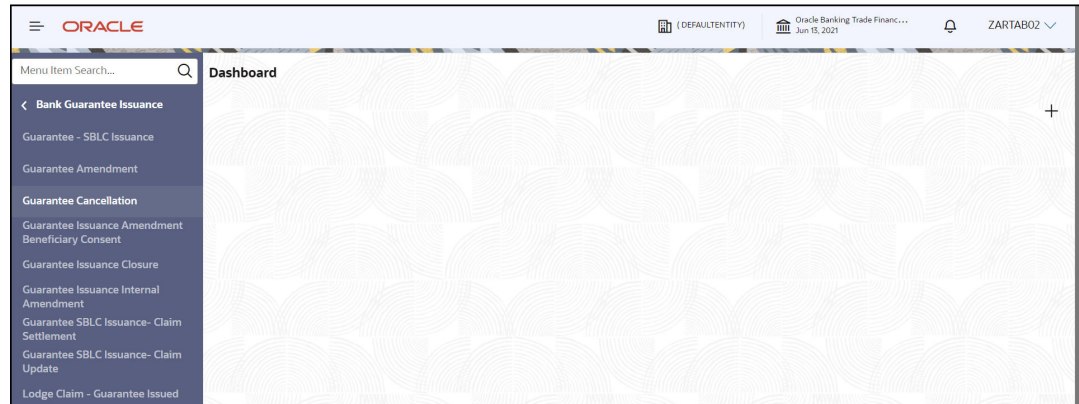 ORACLE
( DEFAULTENTITY)
Oracle Banking Trade Financ...
Jun 13, 2021
ZARTAB02
Menu Item Search...
Dashboard
Bank Guarantee Issuance
Guarantee - SBLC Issuance
Guarantee Amendment
Guarantee Cancellation
Guarantee Issuance Amendment
Beneficiary Consent
Guarantee Issuance Closure
Guarantee Issuance Internal
Amendment
Guarantee SBLC Issuance- Claim
Settlement
Guarantee SBLC Issuance- Claim
Update
Lodge Claim - Guarantee Issued